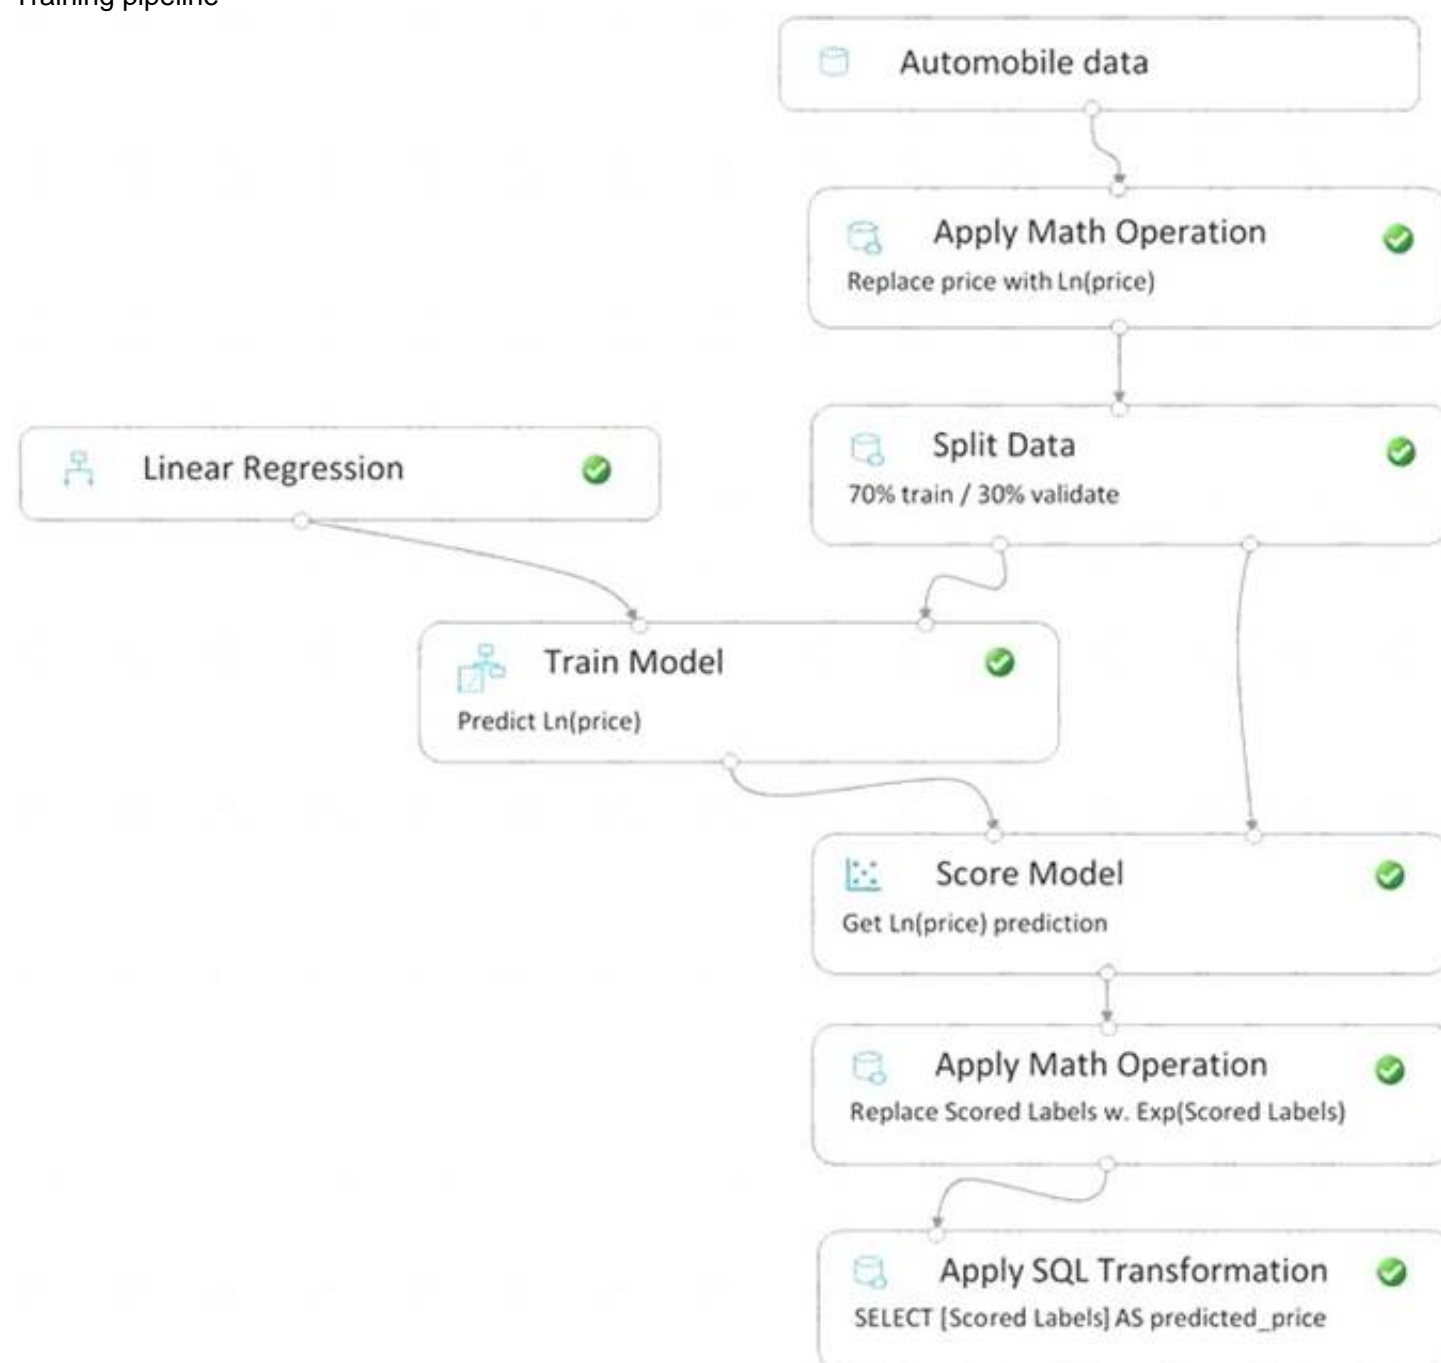 Training pipeline
Automobile data
Apply Math Operation
Replace price with Ln(price)
Split Data
70% train / 30% validate
Linear Regression
Train Model
Predict Ln(price)
Score Model
Get Ln(price) prediction
Apply Math Operation
Replace Scored Labels w. Exp(Scored Labels)
Apply SQL Transformation
SELECT [Scored Labels] AS predicted_price